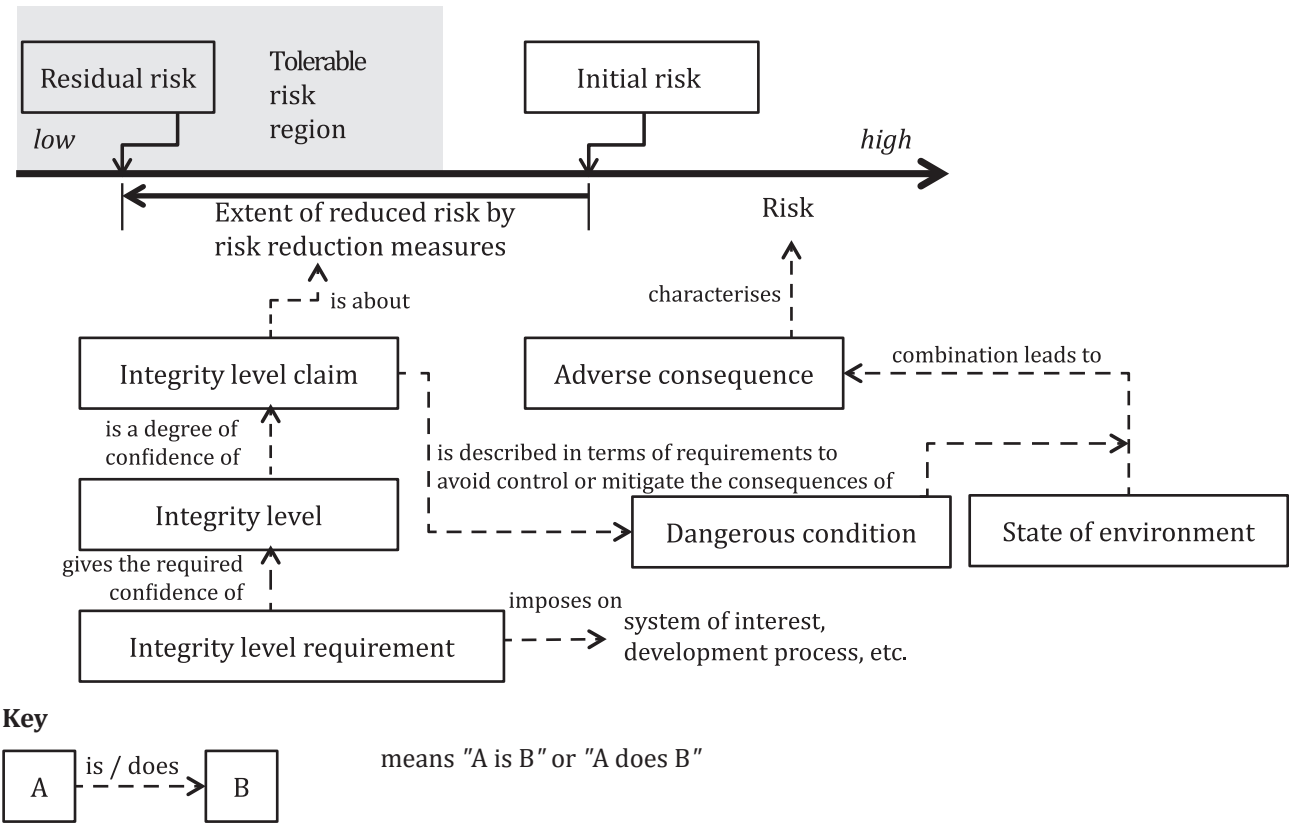 Residual risk
Tolerable
risk
region
Initial risk
low
high
Extent of reduced risk by
risk reduction measures
Risk
is about
characterises
Integrity level claim
Adverse consequence
combination leads to
is a degree of
confidence of
is described in terms of requirements to
avoid control or mitigate the consequences of
Integrity level
Dangerous condition
State of environment
gives the required
confidence of
imposes on
Integrity level requirement
system of interest,
development process, etc.
Key
A
is / does
B
means "A is B" or "A does B"